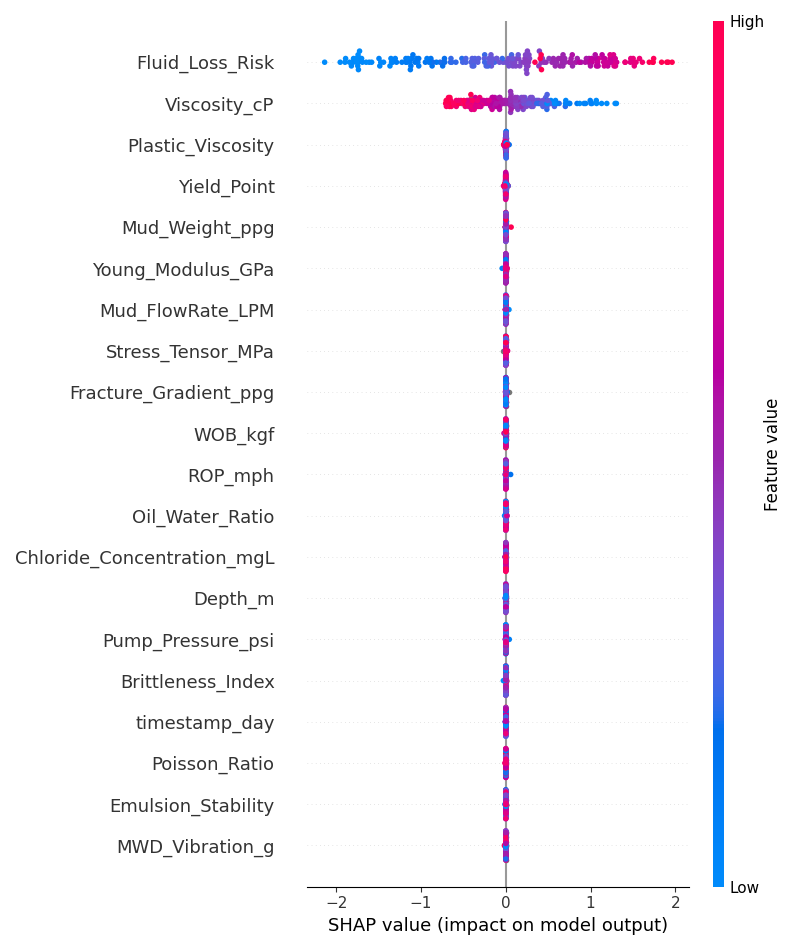 High
Fluid_Loss_Risk
Viscosity_cP
Plastic_Viscosity
Yield_Point
Mud_Weight_ppg
Young_Modulus_GPa
Mud_FlowRate_LPM
Stress_Tensor_MPa
Fracture_Gradient_ppg
WOB_kgf
ROP_mph
Oil_Water_Ratio
Chloride_Concentration_mgL
Depth_m
Pump_Pressure_psi
Brittleness_Index
timestamp_day
Poisson_Ratio
Emulsion_Stability
MWD_Vibration_g
Feature value
Low
−2 −1 0 1 2
SHAP value (impact on model output)